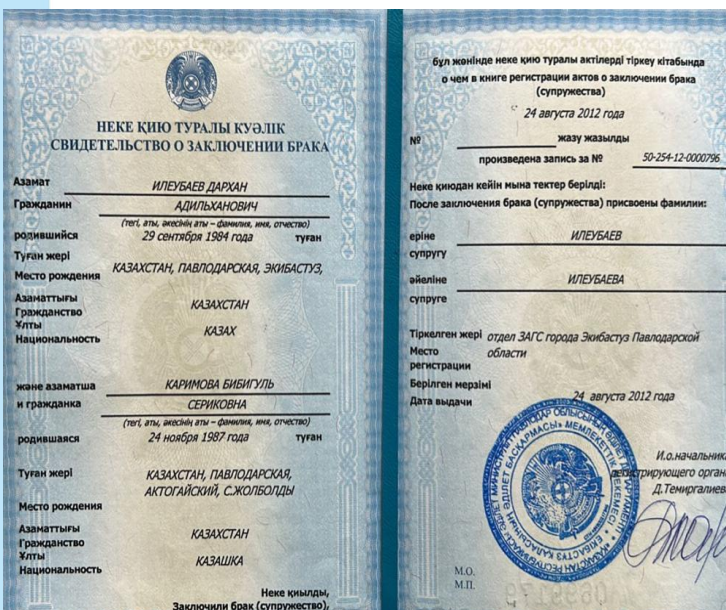 НЕКЕ ҚИЮ ТУРАЛЫ КУӘЛІК
СВИДЕТЕЛЬСТВО О ЗАКЛЮЧЕНИИ БРАКА
Азамат ИЛЕУБАЕВ ДАРХАН
Гражданин АДИЛЬХАНОВИЧ
(тегі, аты, әкесінің аты – фамилия, имя, отчество)
родившийся 29 сентября 1984 года туған
Туған жері
Место рождения КАЗАХСТАН, ПАВЛОДАРСКАЯ, ЭКИБАСТУЗ,
Азаматтығы
Гражданство КАЗАХСТАН
Ұлты
Национальность КАЗАХ
және азаматша КАРИМОВА БИБИГУЛЬ
и гражданка СЕРИКОВНА
(тегі, аты, әкесінің аты – фамилия, имя, отчество)
родившаяся 24 ноября 1987 года туған
Туған жері КАЗАХСТАН, ПАВЛОДАРСКАЯ,
АКТОГАЙСКИЙ, С.ЖОЛБОЛДЫ
Место рождения
Азаматтығы
Гражданство КАЗАХСТАН
Ұлты
Национальность КАЗАШКА
Неке қиылды,
Заключили брак (супружество),
бұл жөнінде неке қию туралы актілерді тіркеу кітабында
о чем в книге регистрации актов о заключении брака
(супружества)
24 августа 2012 года
№ жазу жазылды
произведена запись за № 50-254-12-0000796
Неке қиюдан кейін мына тектер берілді:
После заключения брака (супружества) присвоены фамилии:
еріне ИЛЕУБАЕВ
супругу
әйеліне ИЛЕУБАЕВА
супруге
Тіркелген жері отдел ЗАГС города Экибастуз Павлодарской
Место области
регистрации
Берілген мерзімі
Дата выдачи 24 августа 2012 года
И.о.начальника
регистрирующего органа
Д.Темиргалиева
М.О.
М.П.